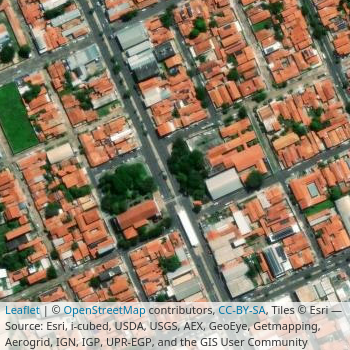 Leaflet | © OpenStreetMap contributors, CC-BY-SA, Tiles © Esri —
Source: Esri, i-cubed, USDA, USGS, AEX, GeoEye, Getmapping,
Aerogrid, IGN, IGP, UPR-EGP, and the GIS User Community